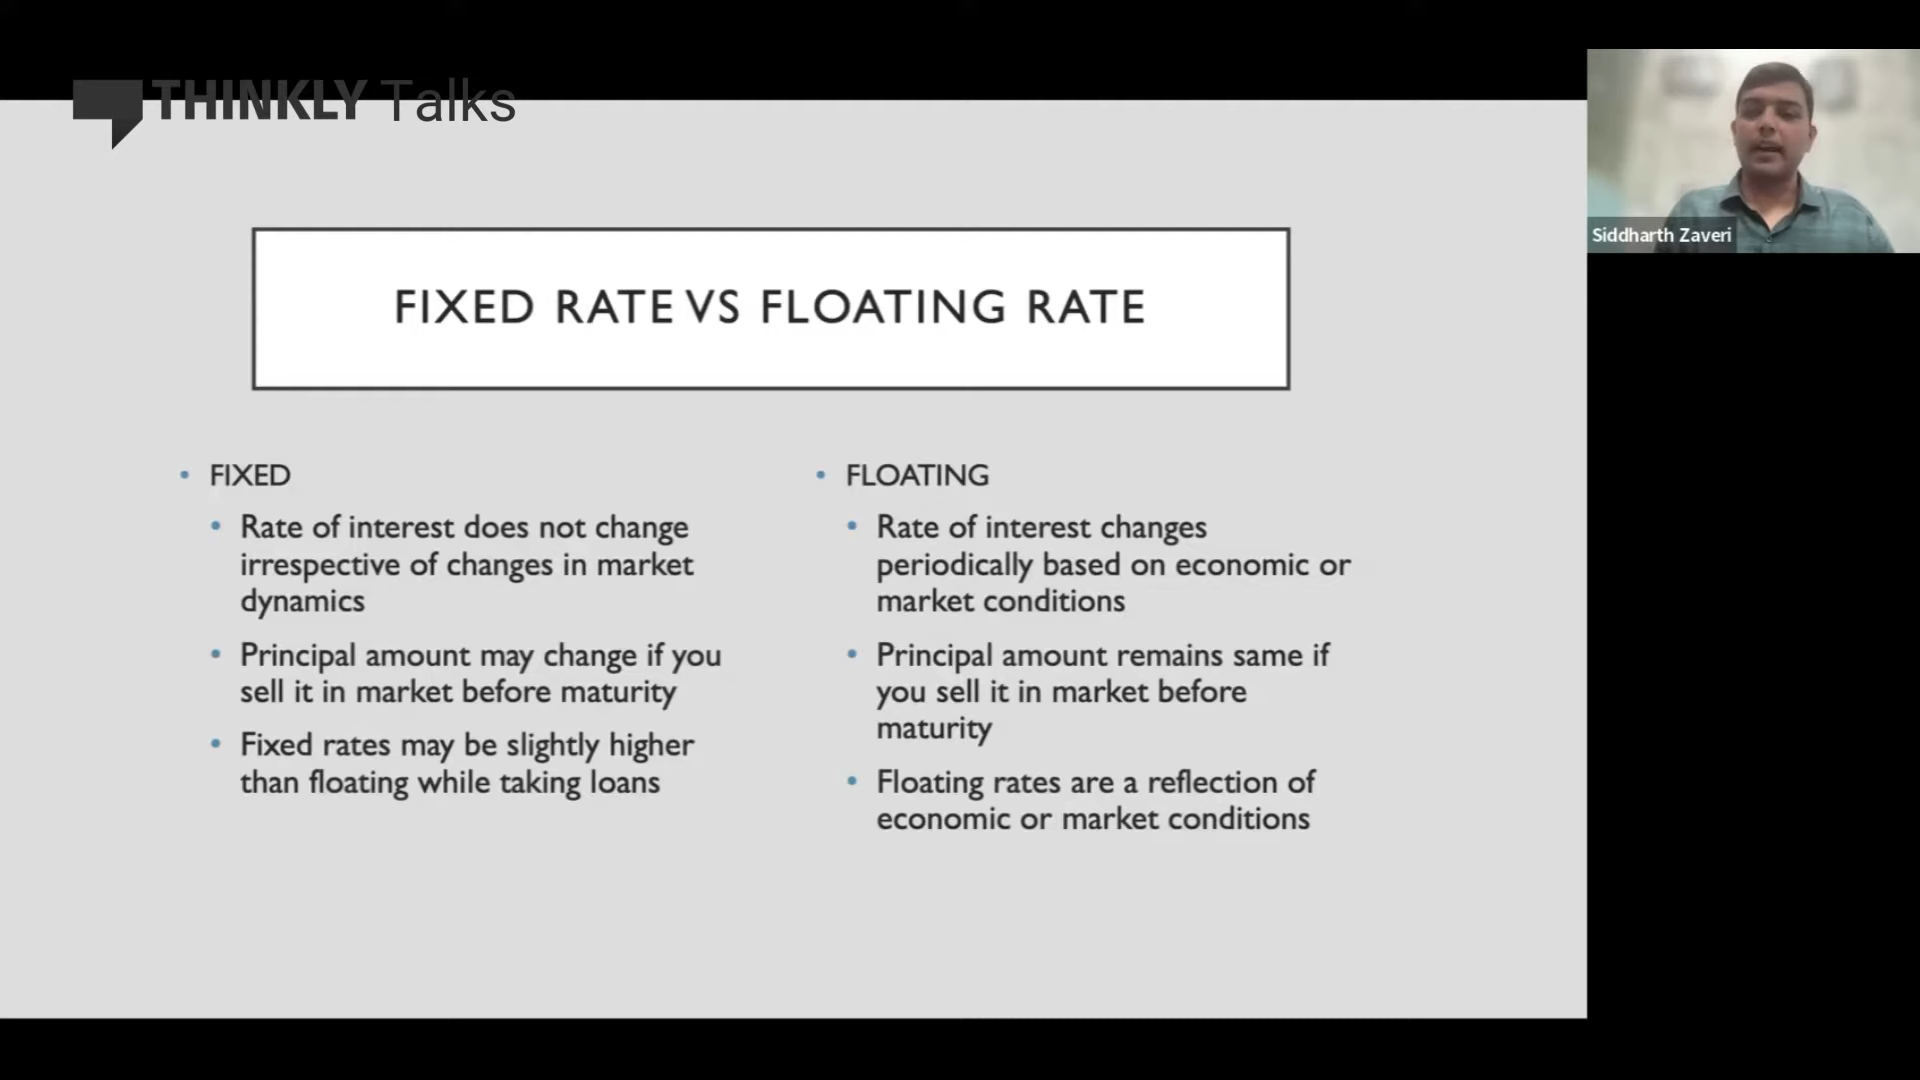 THINKLY Talks
Siddharth Zaveri
FIXED RATE VS FLOATING RATE
• FIXED
• Rate of interest does not change
irrespective of changes in market
dynamics
• Principal amount may change if you
sell it in market before maturity
• Fixed rates may be slightly higher
than floating while taking loans
• FLOATING
• Rate of interest changes
periodically based on economic or
market conditions
• Principal amount remains same if
you sell it in market before
maturity
• Floating rates are a reflection of
economic or market conditions